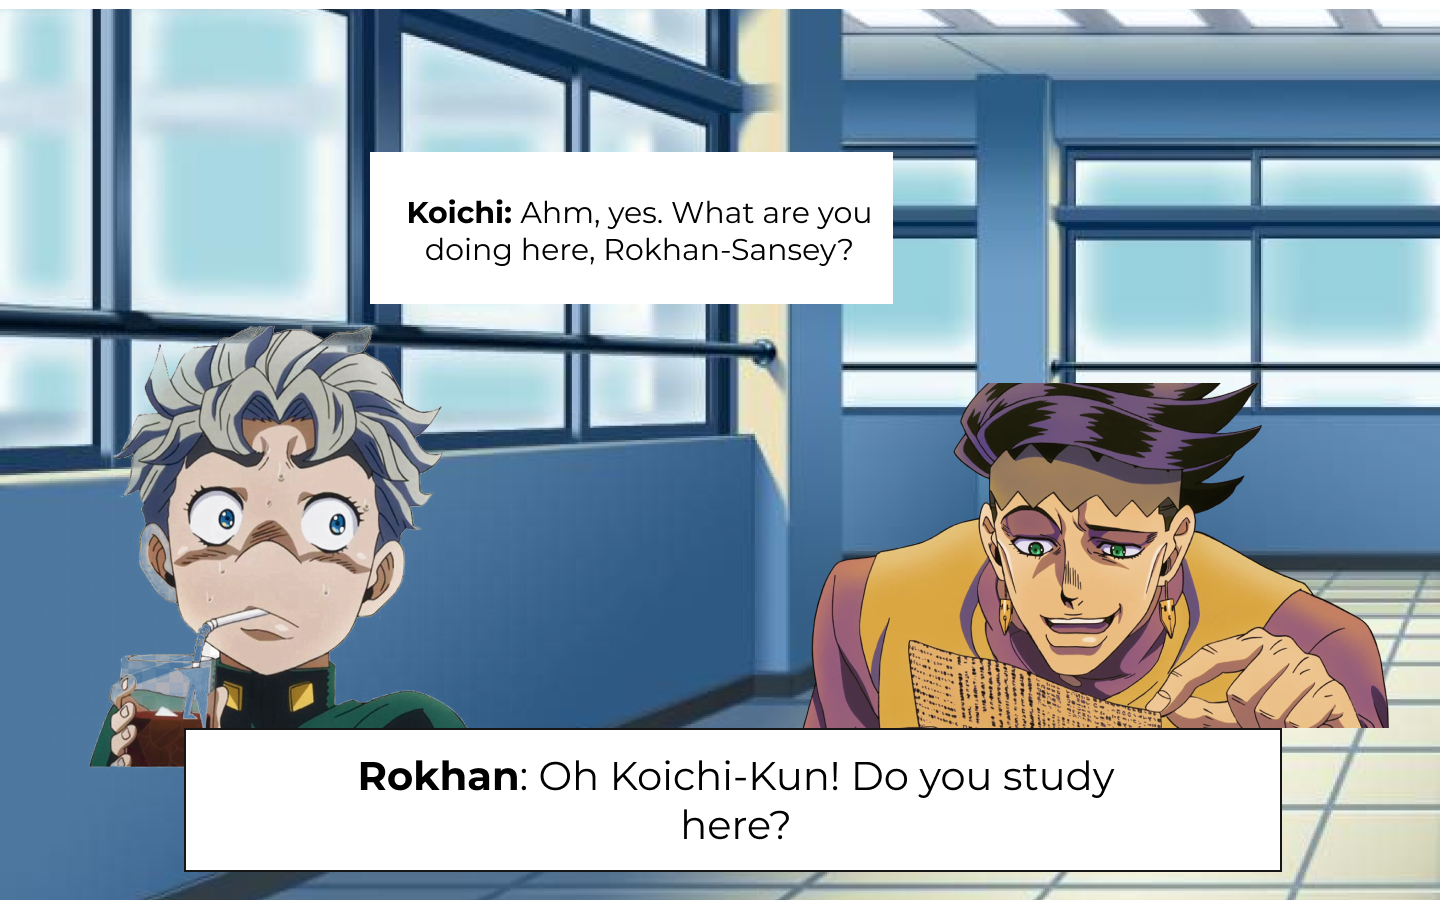 Koichi: Ahm, yes. What are you
doing here, Rokhan-Sansey?
Rokhan: Oh Koichi-Kun! Do you study
here?